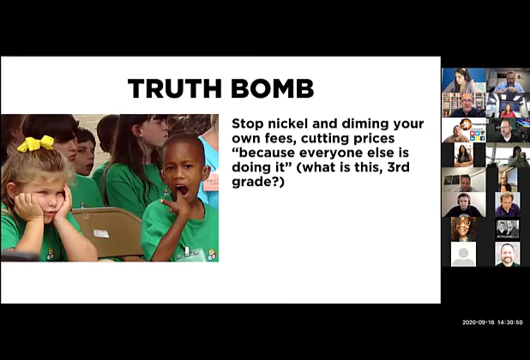 TRUTH BOMB
Stop nickel and diming your
own fees, cutting prices
“because everyone else is
doing it” (what is this, 3rd
grade?)
2020-09-16 14:30:50